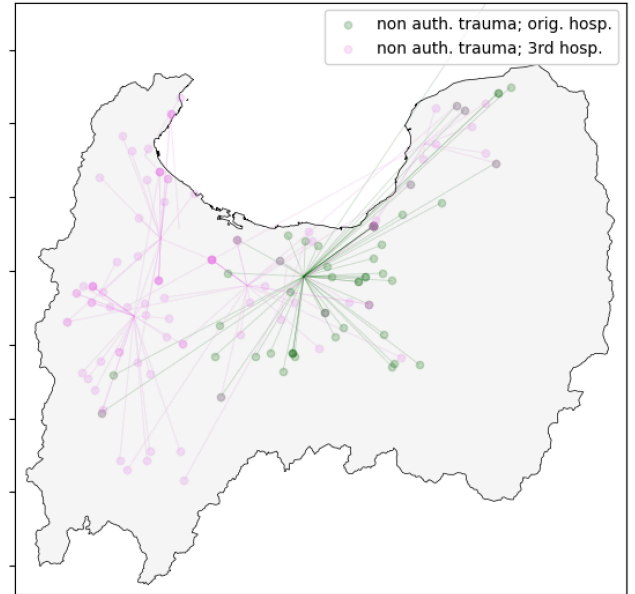 non auth. trauma; orig. hosp.
non auth. trauma; 3rd hosp.